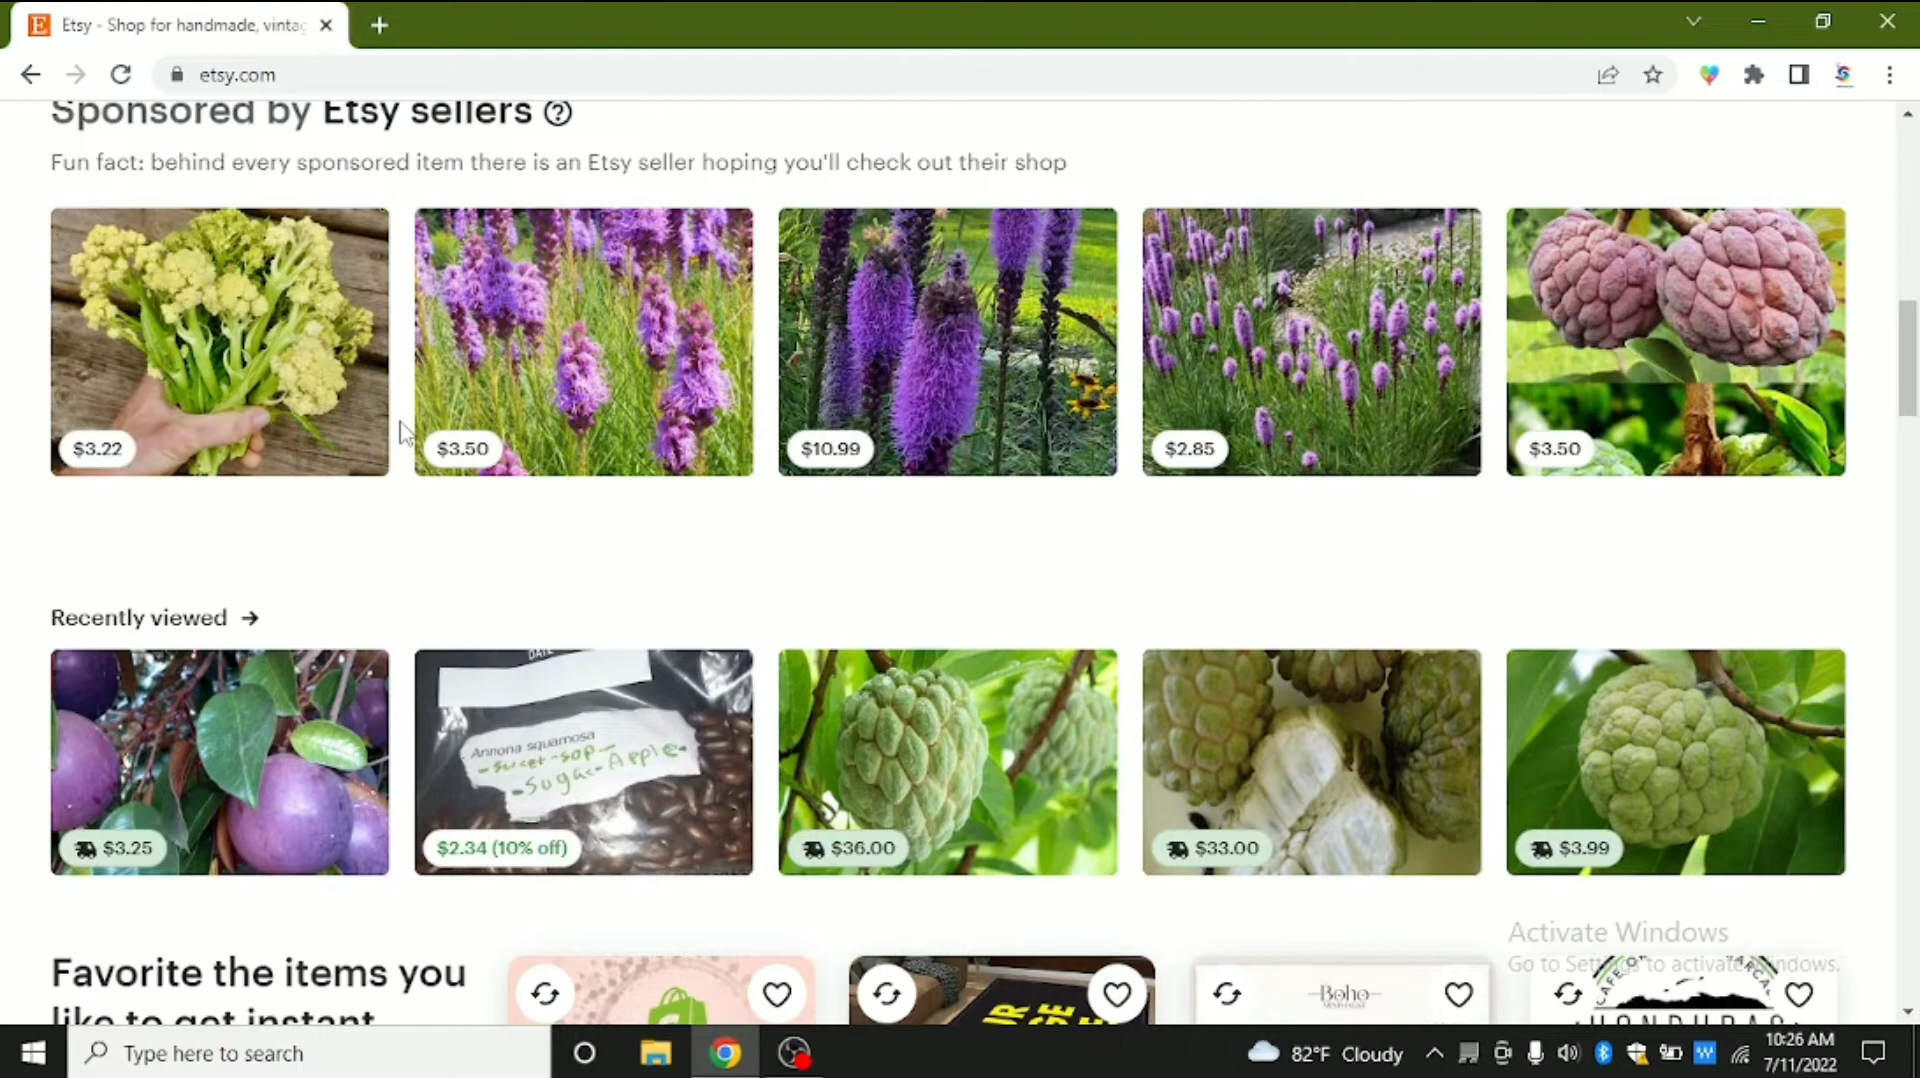 Etsy - Shop for handmade, vintag
etsy.com
Sponsored by Etsy sellers
Fun fact: behind every sponsored item there is an Etsy seller hoping you'll check out their shop
$3.22
$3.50
$10.99
$2.85
$3.50
Recently viewed →
DATE
Annona squamosa
-sweet-sop-
-Sugar-Apple-
$3.25
$2.34 (10% off)
$36.00
$33.00
$3.99
Activate Windows
Go to Settings to activate Windows.
Favorite the items you
like to get instant
Boho
HONDURAS
Type here to search
82°F Cloudy
10:26 AM
7/11/2022